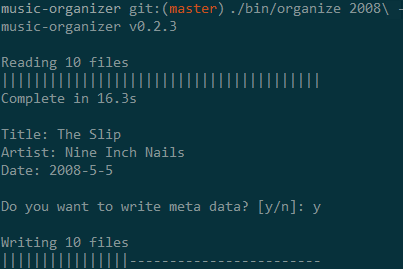 music-organizer git:(master) ./bin/organize 2008\ -
music-organizer v0.2.3
Reading 10 files
||||||||||||||||||||||||||||||||||||||||
Complete in 16.3s
Title: The Slip
Artist: Nine Inch Nails
Date: 2008-5-5
Do you want to write meta data? [y/n]: y
Writing 10 files
||||||||||||||||------------------------